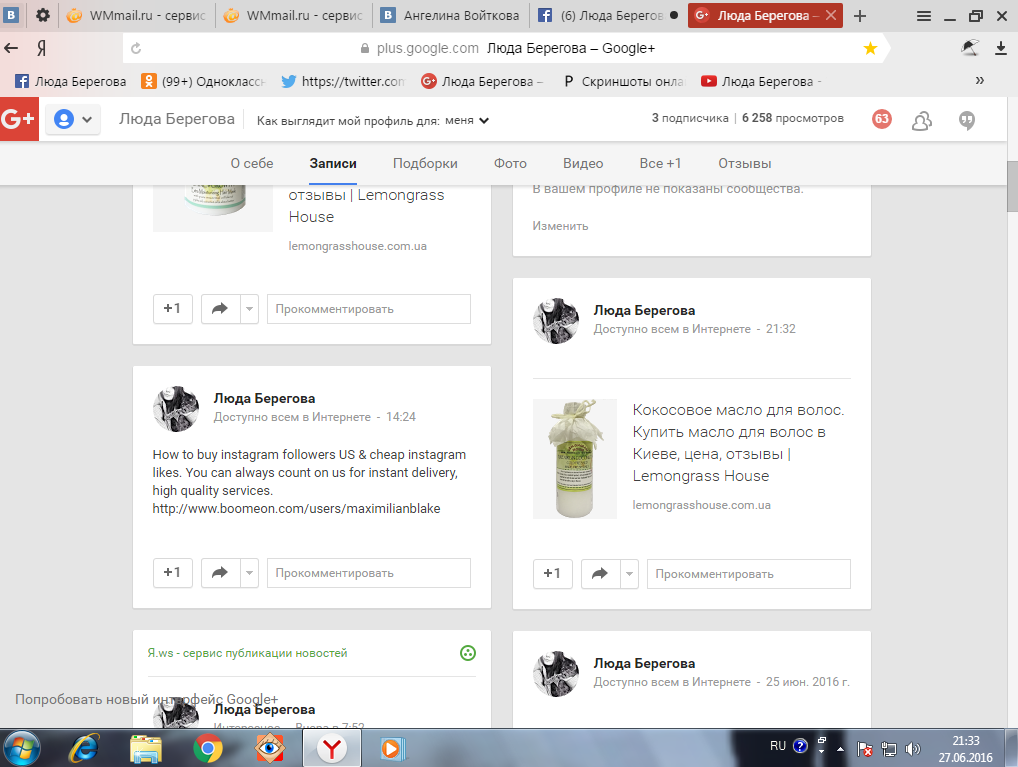 WMmail.ru - сервис
WMmail.ru - сервис
Ангелина Войткова
(6) Люда Берегов
Люда Берегова –
Я
plus.google.com Люда Берегова – Google+
Люда Берегова
(99+) Однокласс
https://twitter.com
Люда Берегова –
Скриншоты онла
Люда Берегова -
»
G+
Люда Берегова
Как выглядит мой профиль для: меня
3 подписчика | 6 258 просмотров
63
О себе
Записи
Подборки
Фото
Видео
Все +1
Отзывы
отзывы | Lemongrass
House
lemongrasshouse.com.ua
+1
Прокомментировать
Люда Берегова
Доступно всем в Интернете - 14:24
How to buy instagram followers US & cheap instagram
likes. You can always count on us for instant delivery,
high quality services.
http://www.boomeon.com/users/maximilianblake
+1
Прокомментировать
Я.ws - сервис публикации новостей
Люда Берегова
Интересное - Вчера в 7:52
В вашем профиле не показаны сообщества.
Изменить
Люда Берегова
Доступно всем в Интернете - 21:32
Кокосовое масло для волос.
Купить масло для волос в
Киеве, цена, отзывы |
Lemongrass House
lemongrasshouse.com.ua
+1
Прокомментировать
Люда Берегова
Доступно всем в Интернете - 25 июн. 2016 г.
Попробовать новый интерфейс Google+
RU
21:33
27.06.2016